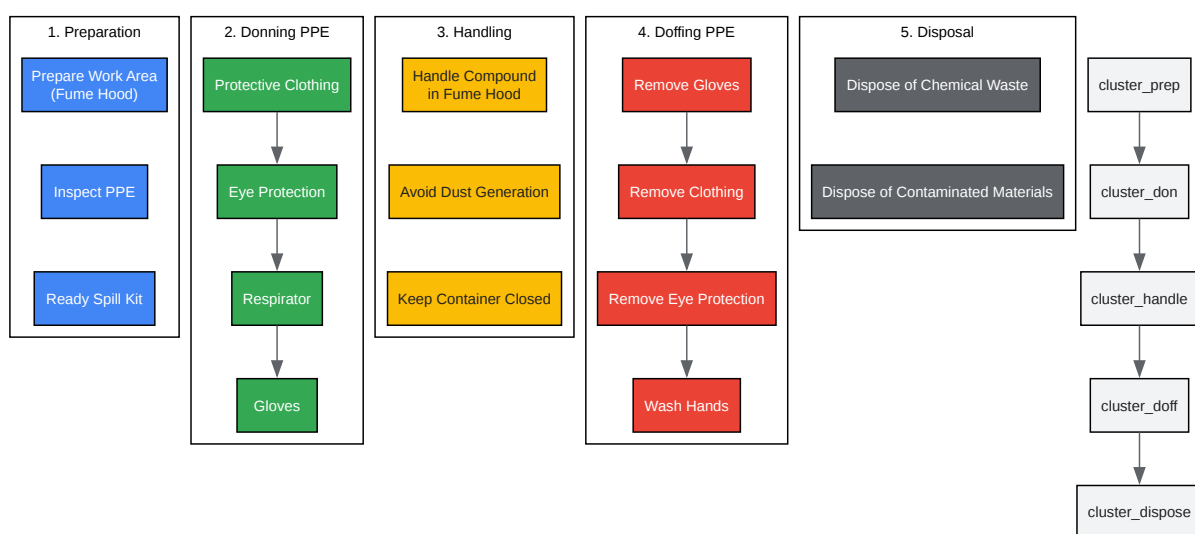 1. Preparation
Prepare Work Area
(Fume Hood)
Inspect PPE
Ready Spill Kit
2. Donning PPE
Protective Clothing
Eye Protection
Respirator
Gloves
3. Handling
Handle Compound
in Fume Hood
Avoid Dust Generation
Keep Container Closed
4. Doffing PPE
Remove Gloves
Remove Clothing
Remove Eye Protection
Wash Hands
5. Disposal
Dispose of Chemical Waste
Dispose of Contaminated Materials
cluster_prep
cluster_don
cluster_handle
cluster_doff
cluster_dispose